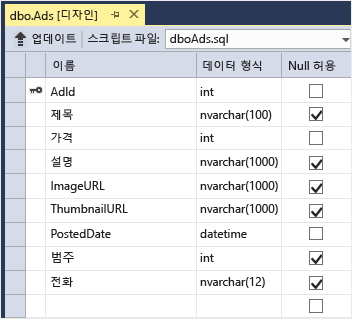 dbo.Ads [디자인]
업데이트 스크립트 파일: dboAds.sql
이름 데이터 형식 Null 허용
AdId int
제목 nvarchar(100)
가격 int
설명 nvarchar(1000)
ImageURL nvarchar(1000)
ThumbnailURL nvarchar(1000)
PostedDate datetime
범주 int
전화 nvarchar(12)